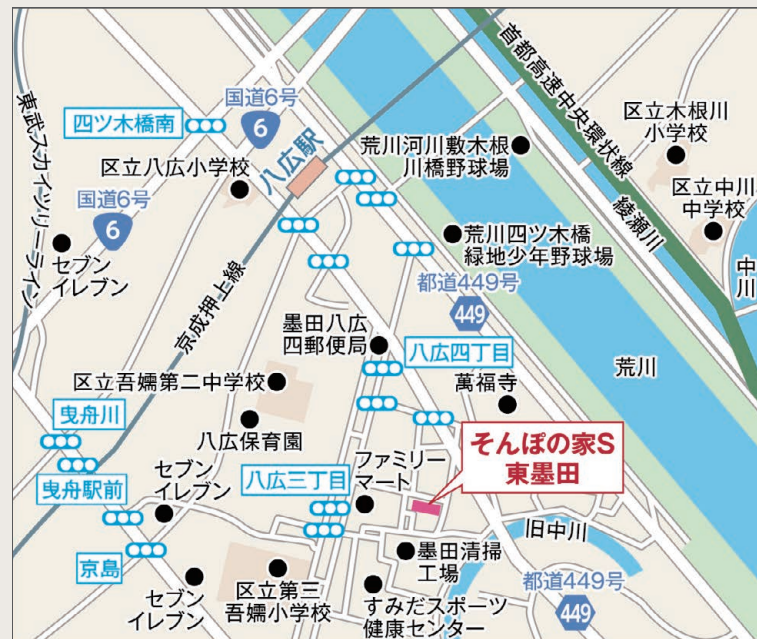 国道6号
6
四ツ木橋南
東武スカイツリーライン
首都高速中央環状線
区立木根川
小学校
区立八広小学校
八広駅
荒川河川敷木根
川橋野球場
国道6号
6
綾瀬川
区立中川
中学校
セブン
イレブン
荒川四ツ木橋
緑地少年野球場
中川
京成押上線
都道449号
449
墨田八広
四郵便局
八広四丁目
荒川
区立吾嬬第二中学校
萬福寺
曳舟川
八広保育園
そんぽの家S
東墨田
曳舟駅前
セブン
イレブン
八広三丁目
ファミリー
マート
旧中川
京島
墨田清掃
工場
セブン
イレブン
区立第三
吾嬬小学校
すみだスポーツ
健康センター
都道449号
449